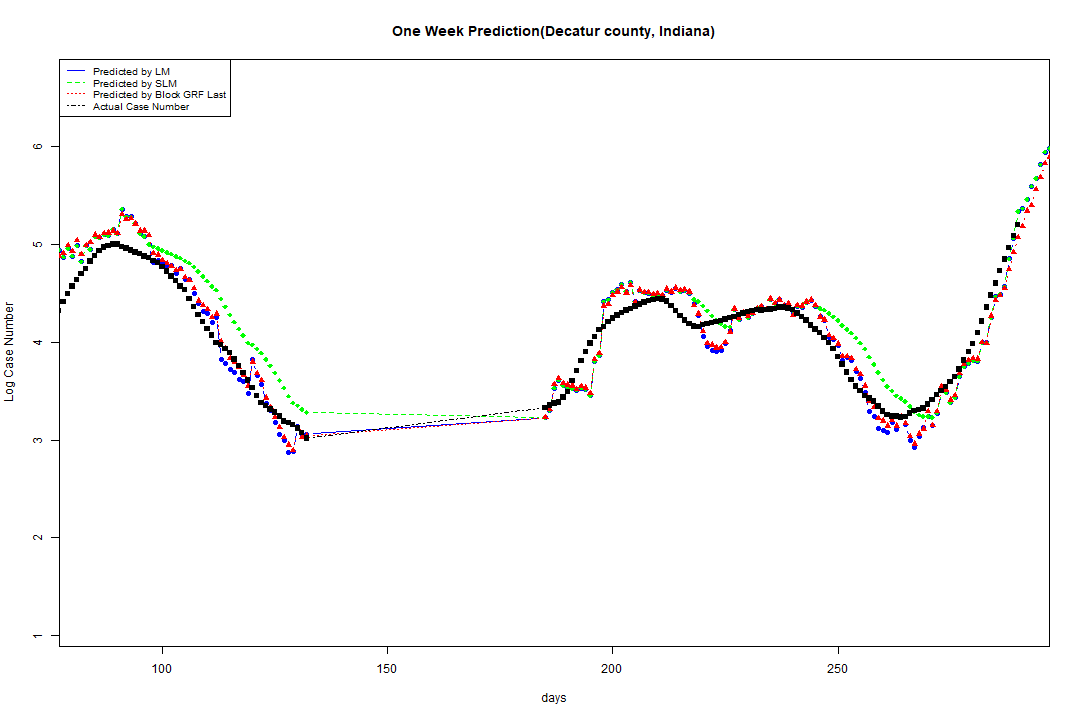 One Week Prediction(Decatur county, Indiana)
Predicted by LM
Predicted by SLM
Predicted by Block GRF Last
Actual Case Number
6
5
4
3
2
1
Log Case Number
100 150 200 250
days